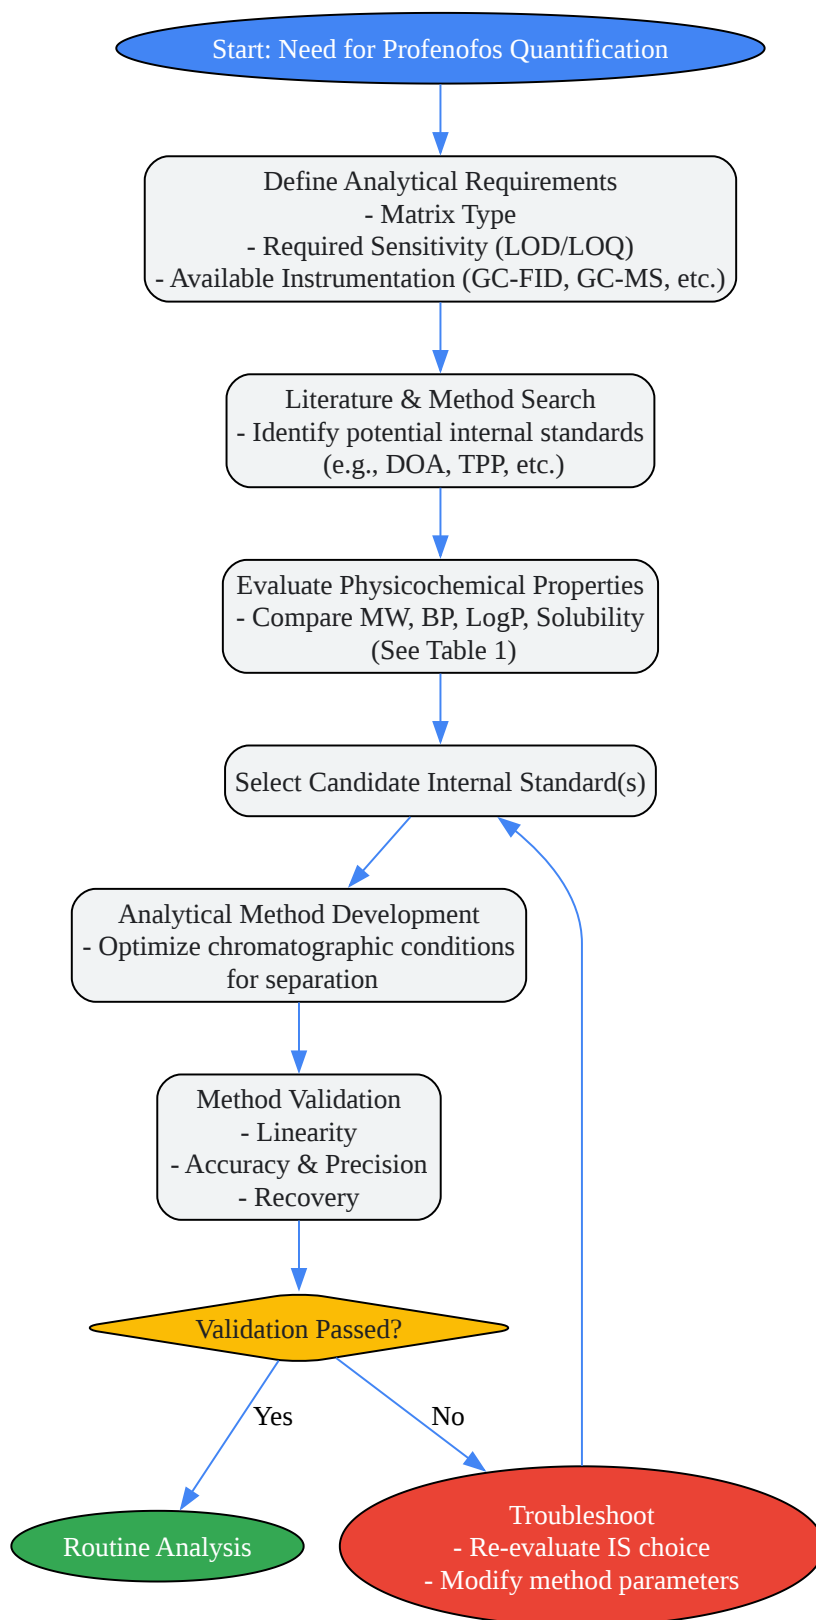 Start: Need for Profenofos Quantification
Define Analytical Requirements
- Matrix Type
- Required Sensitivity (LOD/LOQ)
- Available Instrumentation (GC-FID, GC-MS, etc.)
Literature & Method Search
- Identify potential internal standards
(e.g., DOA, TPP, etc.)
Evaluate Physicochemical Properties
- Compare MW, BP, LogP, Solubility
(See Table 1)
Select Candidate Internal Standard(s)
Analytical Method Development
- Optimize chromatographic conditions
for separation
Method Validation
- Linearity
- Accuracy & Precision
- Recovery
Validation Passed?
Yes
No
Routine Analysis
Troubleshoot
- Re-evaluate IS choice
- Modify method parameters